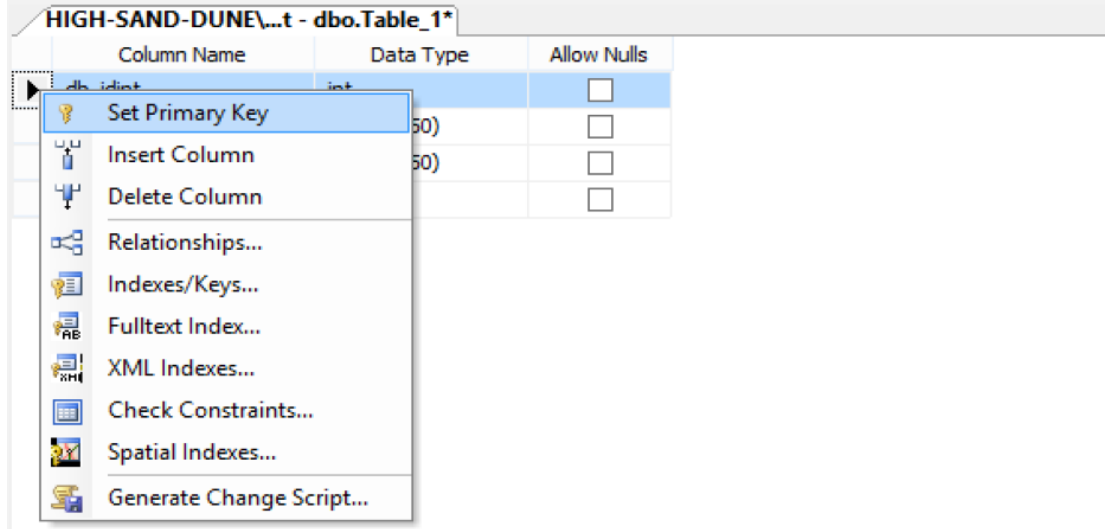 HIGH-SAND-DUNE\...t - dbo.Table_1*
Column Name Data Type Allow Nulls
db_idint int
Set Primary Key
50)
Insert Column
50)
Delete Column
Relationships...
Indexes/Keys...
Fulltext Index...
XML Indexes...
Check Constraints...
Spatial Indexes...
Generate Change Script...